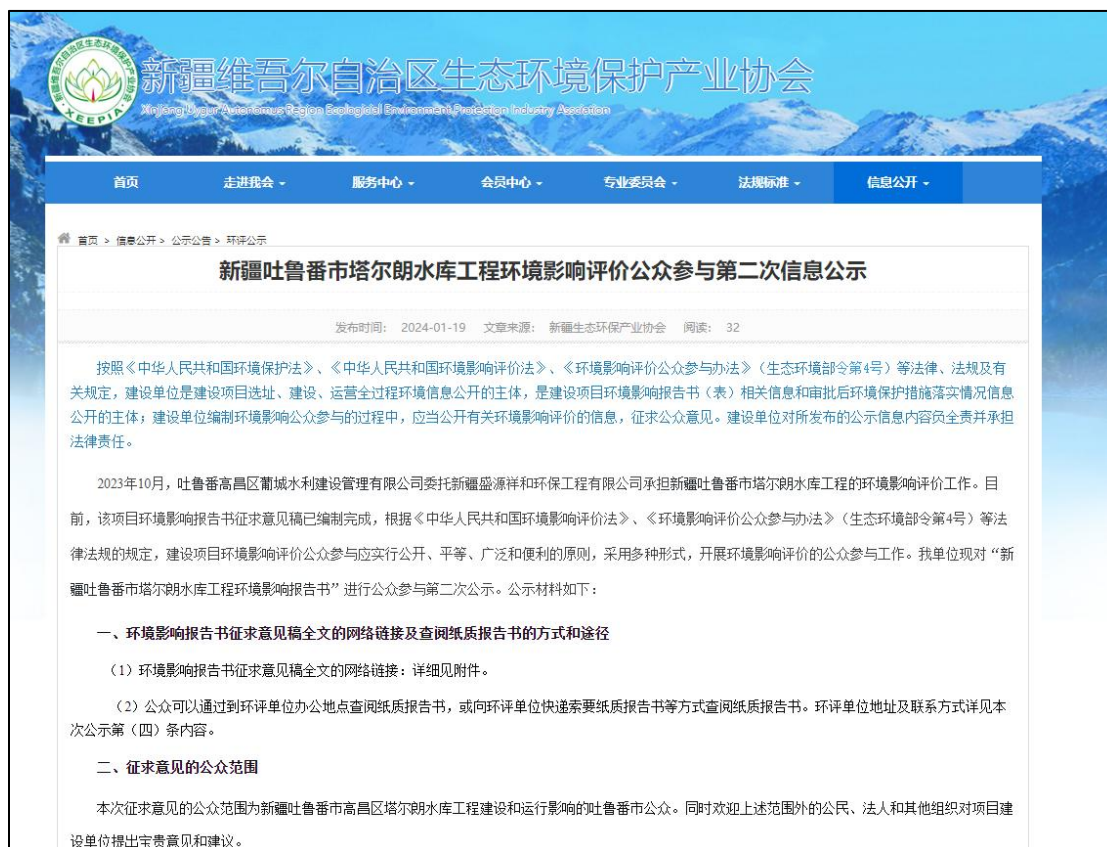 新疆维吾尔自治区生态环境保护产业协会
XEEPIA
首页 走进我会 服务中心 会员中心 专业委员会 法规标准 信息公开
首页 > 信息公开 > 公示公告 > 环评公示
新疆吐鲁番市塔尔朗水库工程环境影响评价公众参与第二次信息公示
发布时间: 2024-01-19 文章来源: 新疆生态环保产业协会 阅读: 32
按照《中华人民共和国环境保护法》、《中华人民共和国环境影响评价法》、《环境影响评价公众参与办法》（生态环境部令第4号）等法律、法规及有
关规定，建设单位是建设项目选址、建设、运营全过程环境信息公开的主体，是建设项目环境影响报告书（表）相关信息和审批后环境保护措施落实情况信息
公开的主体；建设单位编制环境影响公众参与的过程中，应当公开有关环境影响评价的信息，征求公众意见。建设单位对所发布的公示信息内容负全责并承担
法律责任。
2023年10月，吐鲁番高昌区葡城水利建设管理有限公司委托新疆盛源祥和环保工程有限公司承担新疆吐鲁番市塔尔朗水库工程的环境影响评价工作。目
前，该项目环境影响报告书征求意见稿已编制完成，根据《中华人民共和国环境影响评价法》、《环境影响评价公众参与办法》（生态环境部令第4号）等法
律法规的规定，建设项目环境影响评价公众参与应实行公开、平等、广泛和便利的原则，采用多种形式，开展环境影响评价的公众参与工作。我单位现对“新
疆吐鲁番市塔尔朗水库工程环境影响报告书”进行公众参与第二次公示。公示材料如下：
一、环境影响报告书征求意见稿全文的网络链接及查阅纸质报告书的方式和途径
（1）环境影响报告书征求意见稿全文的网络链接：详细见附件。
（2）公众可以通过到环评单位办公地点查阅纸质报告书，或向环评单位快递索要纸质报告书等方式查阅纸质报告书。环评单位地址及联系方式详见本
次公示第（四）条内容。
二、征求意见的公众范围
本次征求意见的公众范围为新疆吐鲁番市高昌区塔尔朗水库工程建设和运行影响的吐鲁番市公众。同时欢迎上述范围外的公民、法人和其他组织对项目建
设单位提出宝贵意见和建议。